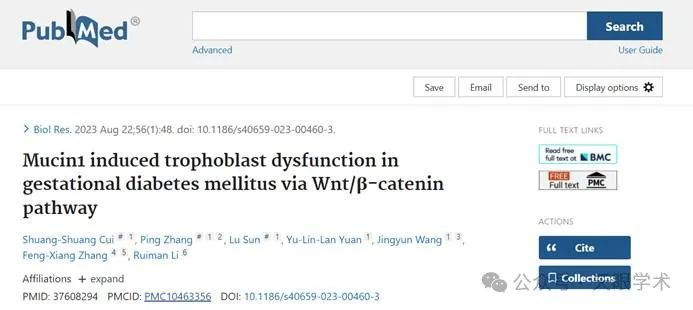 PubMed®
Search
Advanced
User Guide
Save
Email
Send to
Display options
> Biol Res. 2023 Aug 22;56(1):48. doi: 10.1186/s40659-023-00460-3.
Mucin1 induced trophoblast dysfunction in
gestational diabetes mellitus via Wnt/β-catenin
pathway
Shuang-Shuang Cui # 1, Ping Zhang # 1 2, Lu Sun # 1, Yu-Lin-Lan Yuan 1, Jingyun Wang 1 3,
Feng-Xiang Zhang 4 5, Ruiman Li 6
Affiliations + expand
PMID: 37608294 PMCID: PMC10463356 DOI: 10.1186/s40659-023-00460-3
FULL TEXT LINKS
Read free
full text at BMC
FREE
Full text PMC
ACTIONS
Cite
Collections
公众号 · 天眼学术